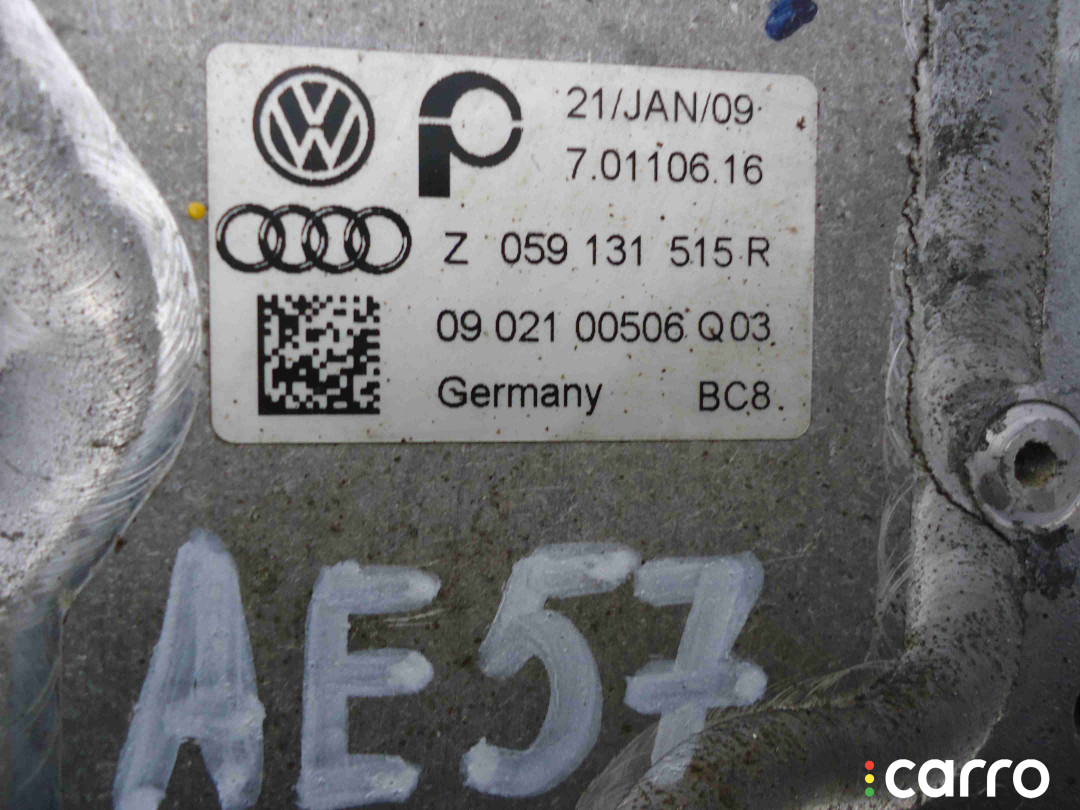 21/JAN/09
7.01106.16
Z 059 131 515 R
09 021 00506 Q03
Germany BC8
AE57
carro